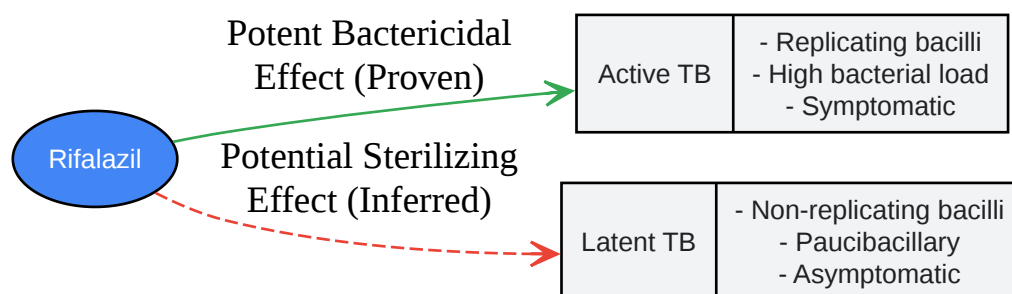 Potent Bactericidal
Effect (Proven)
Active TB
- Replicating bacilli
- High bacterial load
- Symptomatic
Rifalazil
Potential Sterilizing
Effect (Inferred)
Latent TB
- Non-replicating bacilli
- Paucibacillary
- Asymptomatic